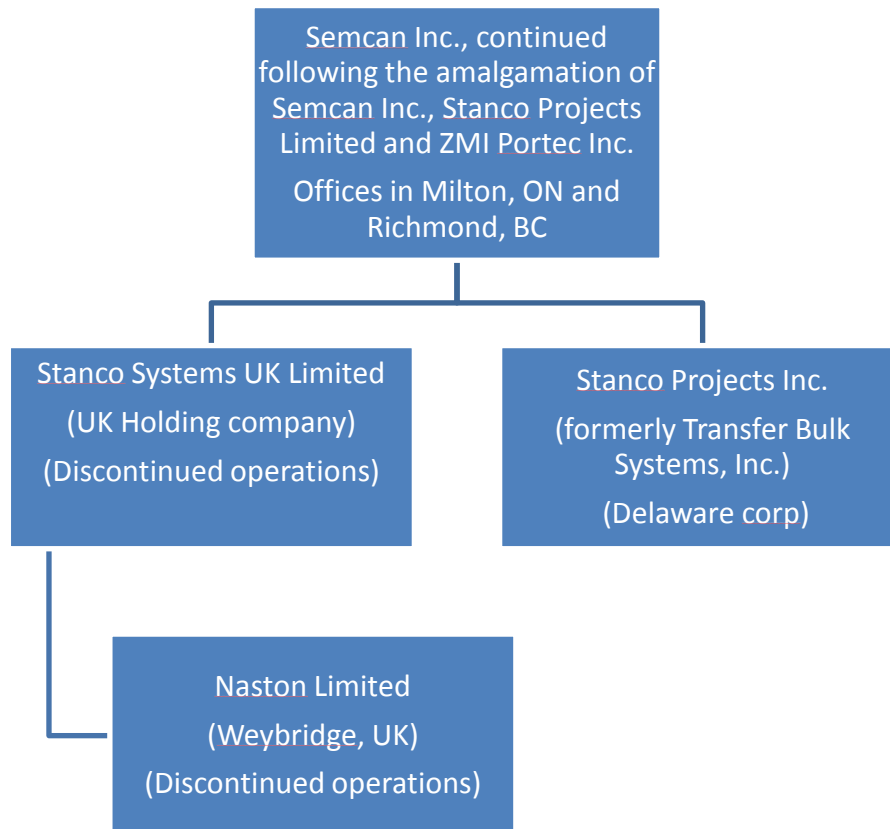 Semcan Inc., continued
following the amalgamation of
Semcan Inc., Stanco Projects
Limited and ZMI Portec Inc.
Offices in Milton, ON and
Richmond, BC
Stanco Systems UK Limited
(UK Holding company)
(Discontinued operations)
Stanco Projects Inc.
(formerly Transfer Bulk
Systems, Inc.)
(Delaware corp)
Naston Limited
(Weybridge, UK)
(Discontinued operations)